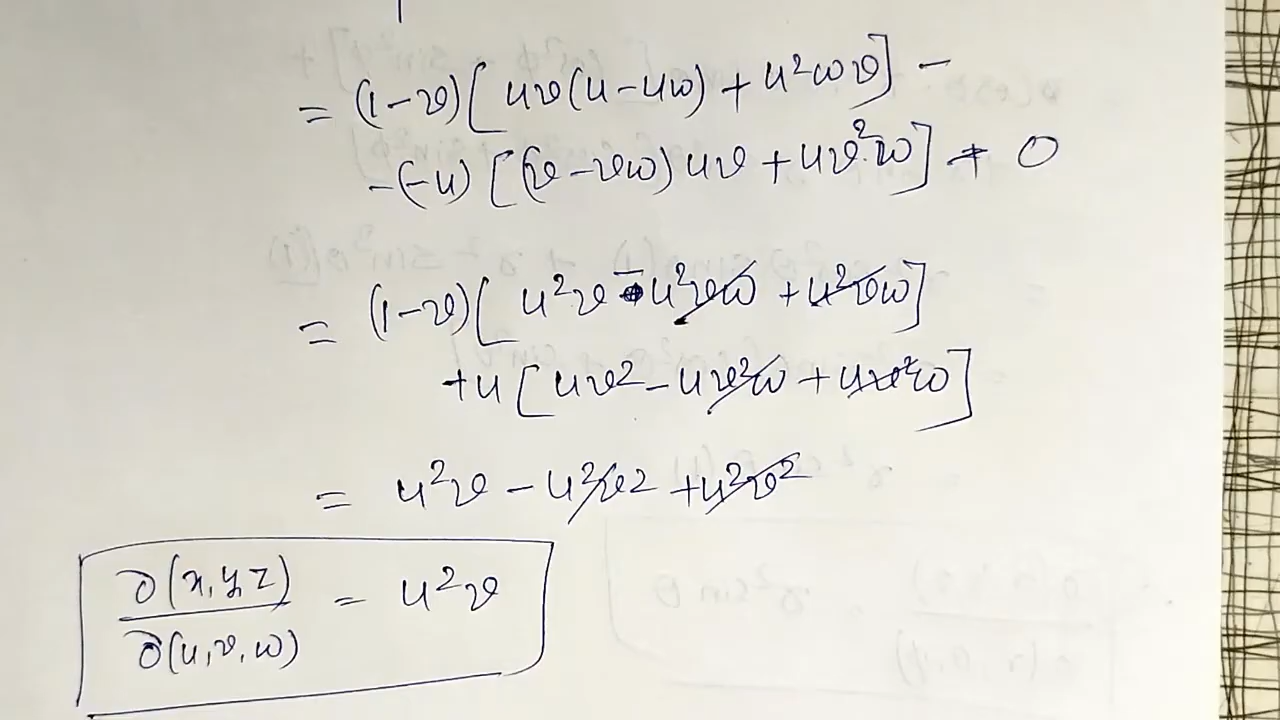 = (1-v)[uv(u-uw) + u²wv] -
-(-u)[(v-vw)uv + uv²w] + 0
= (1-v)[u²v - u²vw + u²vw]
+u[uv² - uv²w + uv²w]
= u²v - u²v² + u²v²
∂(x,y,z)/∂(u,v,w) = u²v